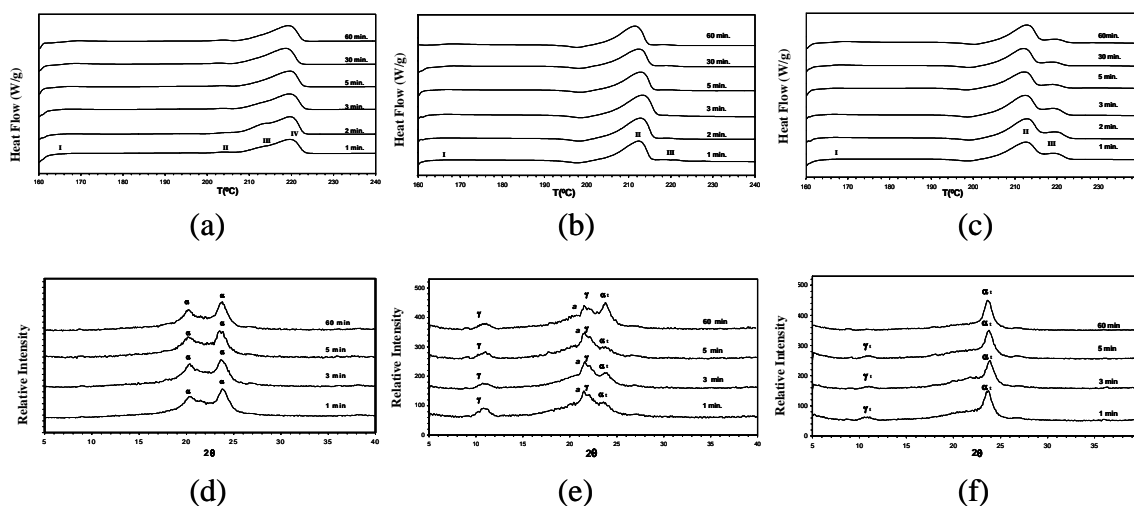 60 min.
30 min.
5 min.
3 min.
2 min.
1 min.
I
II
III
IV
Heat Flow (W/g)
160 170 180 190 200 210 220 230 240
T(ºC)
(a)
60 min.
30 min.
5 min.
3 min.
2 min.
1 min.
I
II
III
Heat Flow (W/g)
160 170 180 190 200 210 220 230 240
T(ºC)
(b)
60min.
30 min.
5 min.
3 min.
2 min.
1 min.
I
II
III
Heat Flow (W/g)
160 170 180 190 200 210 220 230
T(ºC)
(c)
α α
60 min
α α
5 min
α α
3 min
α α
1 min
Relative Intensity
5 10 15 20 25 30 35 40
2θ
(d)
500
400
300
200
100
0
γ a γ α
60 min
γ a γ α
5 min
γ a γ α
3 min
γ a γ α
1 min.
Relative Intensity
5 10 15 20 25 30 35 40
2θ
(e)
500
400
300
200
100
0
α
60 min
γ α
5 min
γ α
3 min
γ α
1 min
Relative Intensity
5 10 15 20 25 30 35
2θ
(f)